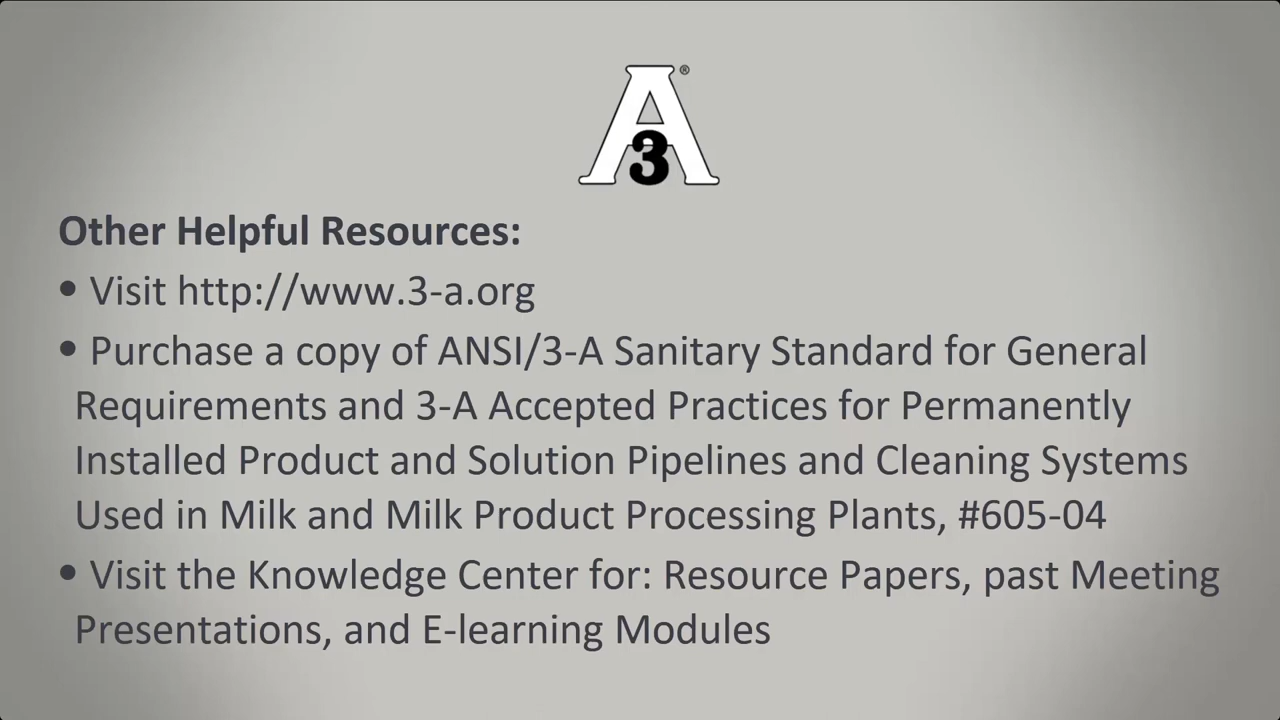 A®
3
Other Helpful Resources:
• Visit http://www.3-a.org
• Purchase a copy of ANSI/3-A Sanitary Standard for General
Requirements and 3-A Accepted Practices for Permanently
Installed Product and Solution Pipelines and Cleaning Systems
Used in Milk and Milk Product Processing Plants, #605-04
• Visit the Knowledge Center for: Resource Papers, past Meeting
Presentations, and E-learning Modules